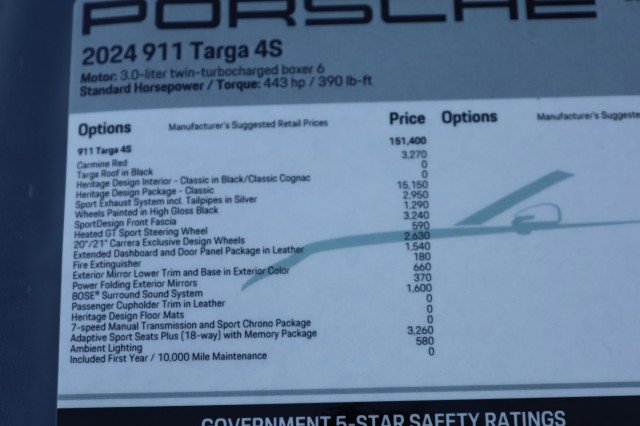 PORSCHE
2024 911 Targa 4S
Motor: 3.0-liter twin-turbocharged boxer 6
Standard Horsepower / Torque: 443 hp / 390 lb-ft
Options Manufacturer's Suggested Retail Prices Price Options Manufacturer's
911 Targa 4S 151,400
Carmine Red 3,270
Targa Roof in Black 0
Heritage Design Interior - Classic in Black/Classic Cognac 0
Heritage Design Package - Classic 15,150
Sport Exhaust System incl. Tailpipes in Silver 2,950
Wheels Painted in High Gloss Black 1,290
SportDesign Front Fascia 3,240
Heated GT Sport Steering Wheel 590
20"/21" Carrera Exclusive Design Wheels 2,630
Extended Dashboard and Door Panel Package in Leather 1,540
Fire Extinguisher 180
Exterior Mirror Lower Trim and Base in Exterior Color 660
Power Folding Exterior Mirrors 370
BOSE® Surround Sound System 1,600
Passenger Cupholder Trim in Leather 0
Heritage Design Floor Mats 0
7-speed Manual Transmission and Sport Chrono Package 0
Adaptive Sport Seats Plus (18-way) with Memory Package 3,260
Ambient Lighting 580
Included First Year / 10,000 Mile Maintenance 0
GOVERNMENT 5-STAR SAFETY RATINGS